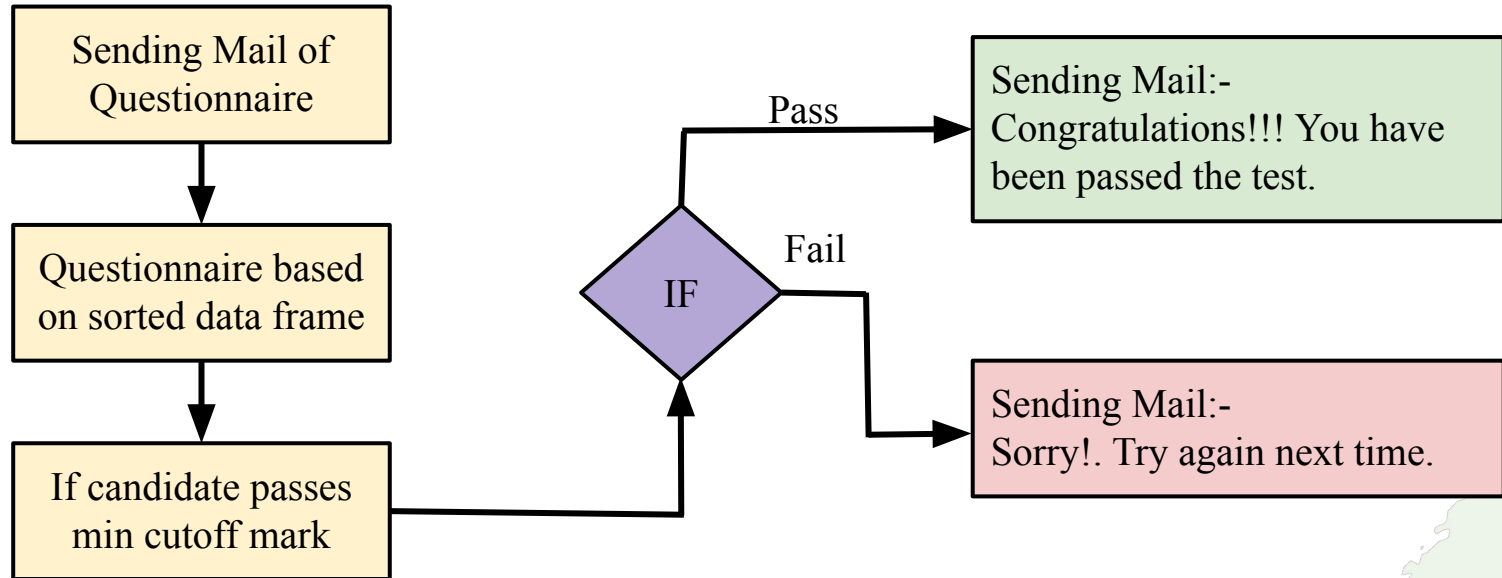 Sending Mail of
Questionnaire
Questionnaire based
on sorted data frame
If candidate passes
min cutoff mark
IF
Pass
Fail
Sending Mail:-
Congratulations!!! You have
been passed the test.
Sending Mail:-
Sorry!. Try again next time.